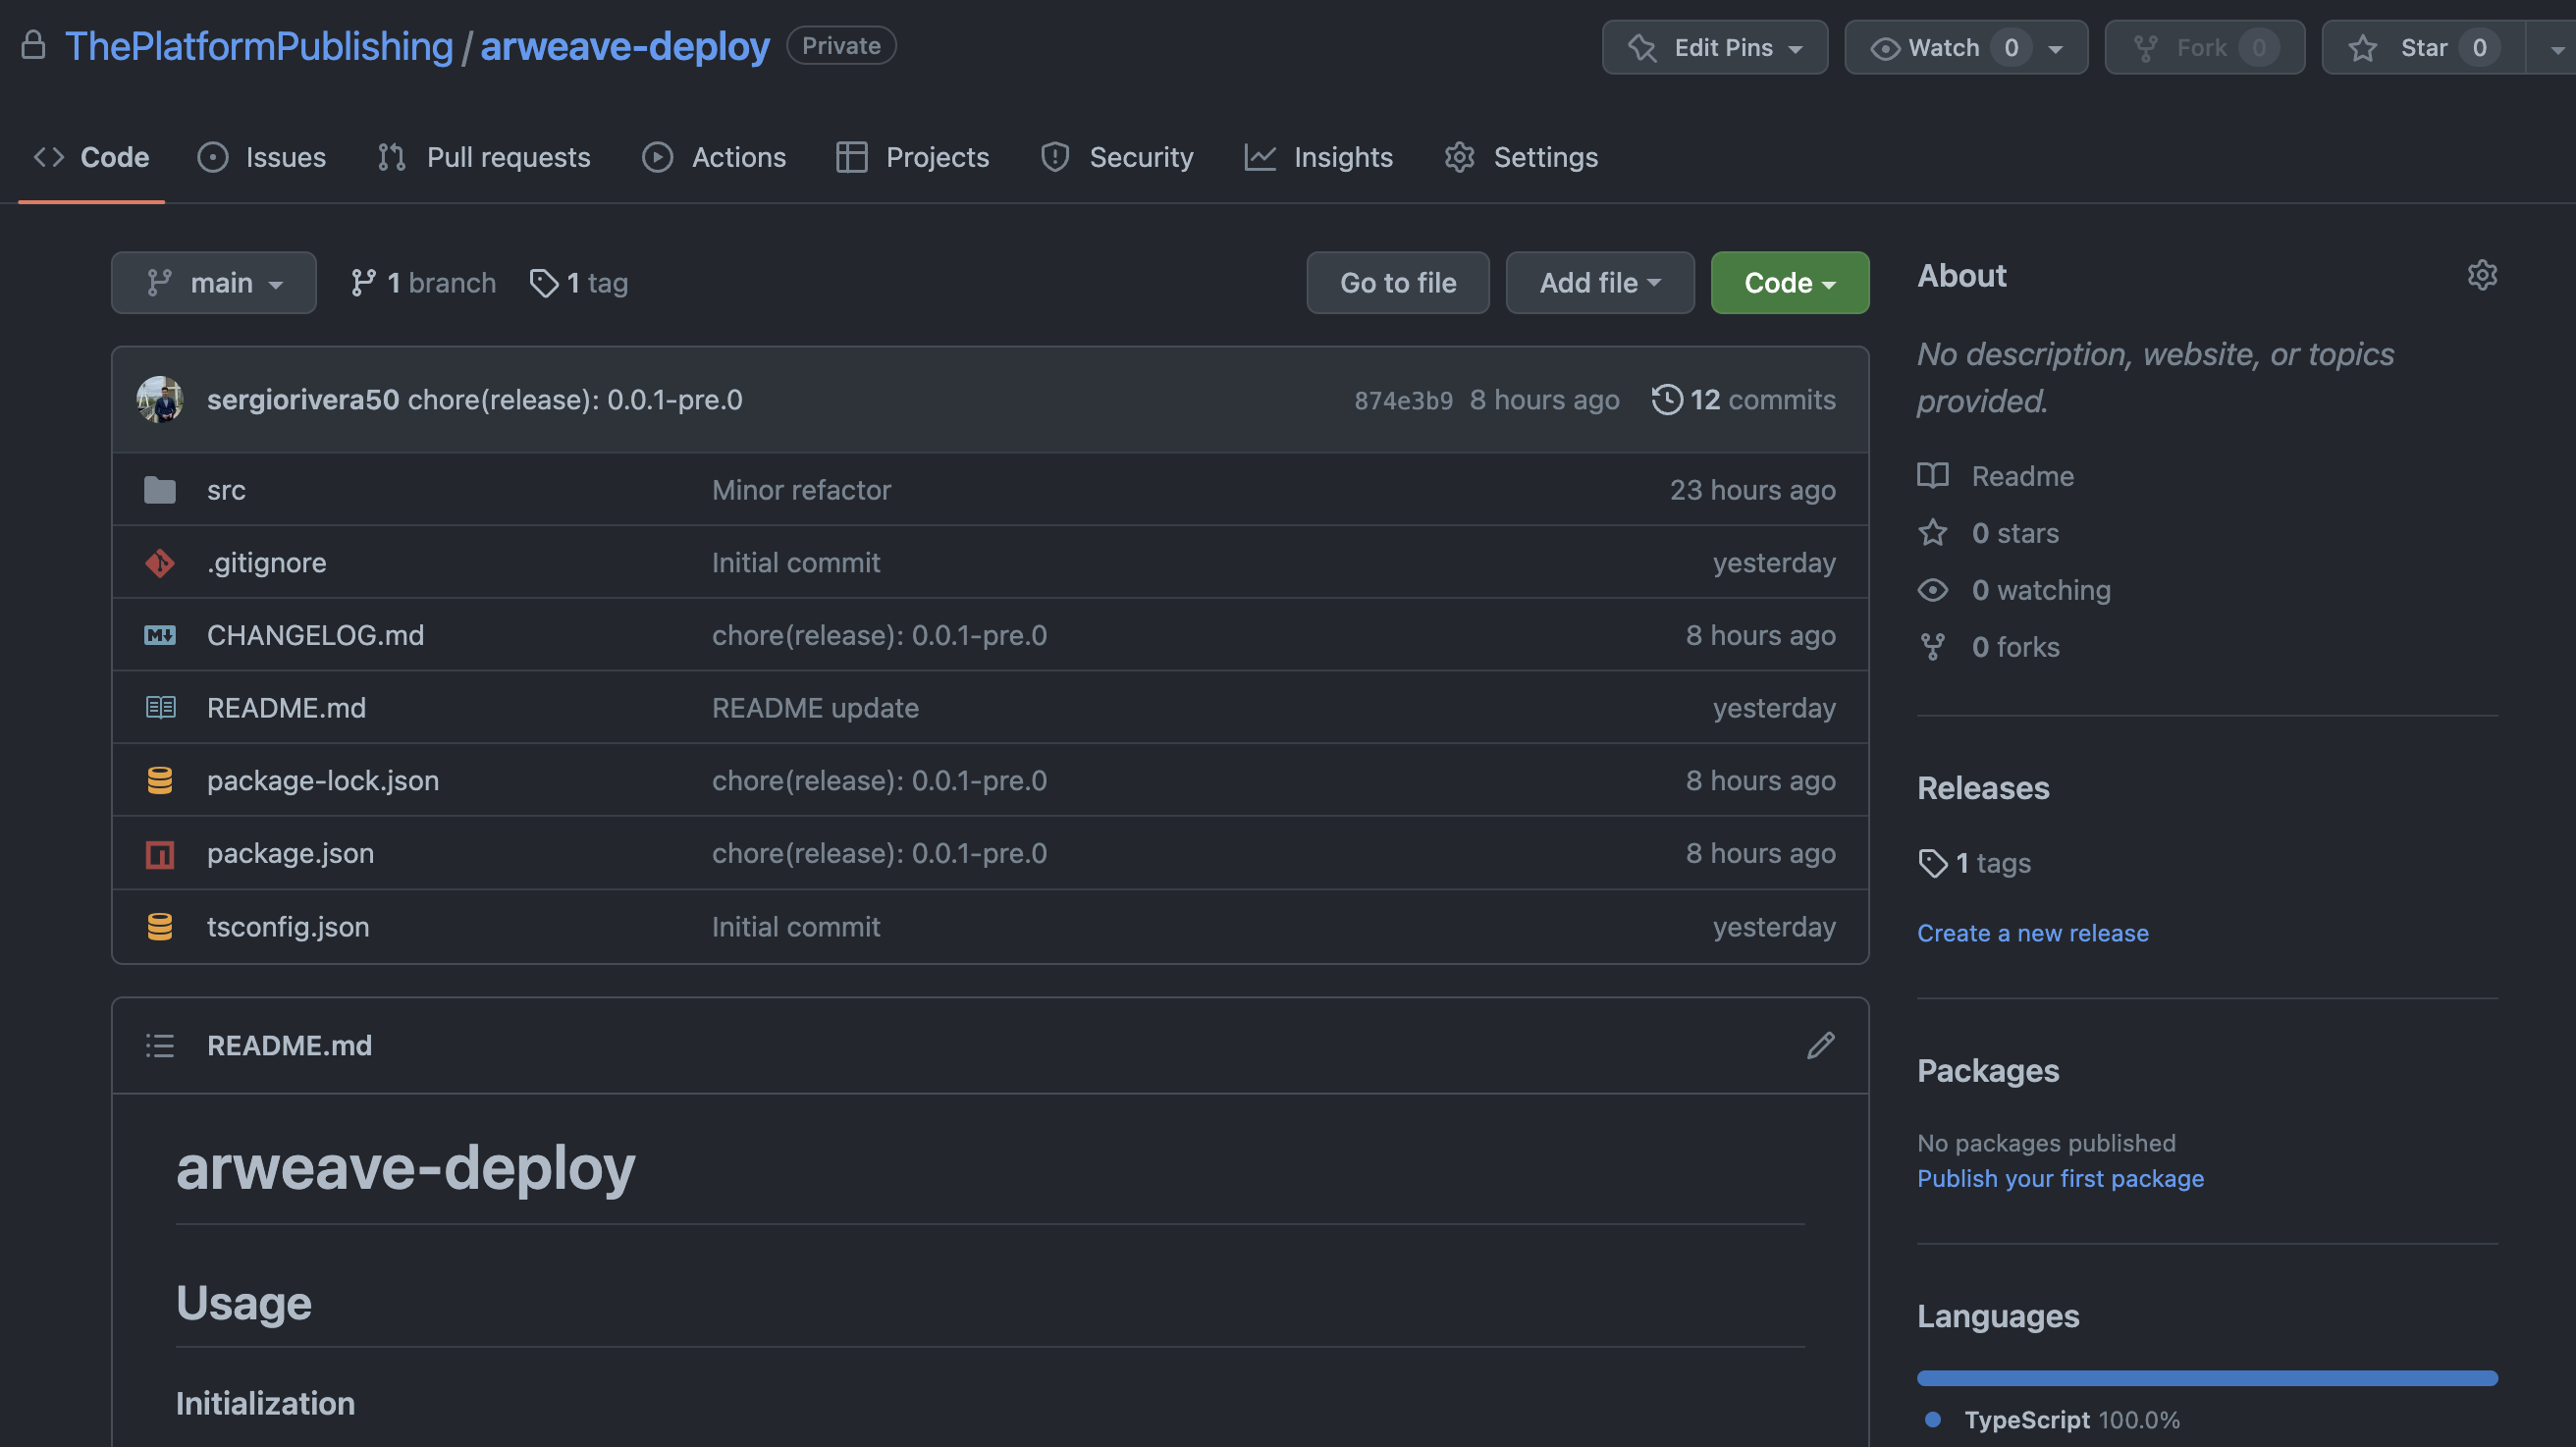 ThePlatformPublishing / arweave-deploy Private
Edit Pins Watch 0 Fork 0 Star 0
Code Issues Pull requests Actions Projects Security Insights Settings
main 1 branch 1 tag
Go to file Add file Code
sergiorivera50 chore(release): 0.0.1-pre.0 874e3b9 8 hours ago 12 commits
src Minor refactor 23 hours ago
.gitignore Initial commit yesterday
CHANGELOG.md chore(release): 0.0.1-pre.0 8 hours ago
README.md README update yesterday
package-lock.json chore(release): 0.0.1-pre.0 8 hours ago
package.json chore(release): 0.0.1-pre.0 8 hours ago
tsconfig.json Initial commit yesterday
README.md
arweave-deploy
Usage
Initialization
About
No description, website, or topics
provided.
Readme
0 stars
0 watching
0 forks
Releases
1 tags
Create a new release
Packages
No packages published
Publish your first package
Languages
TypeScript 100.0%